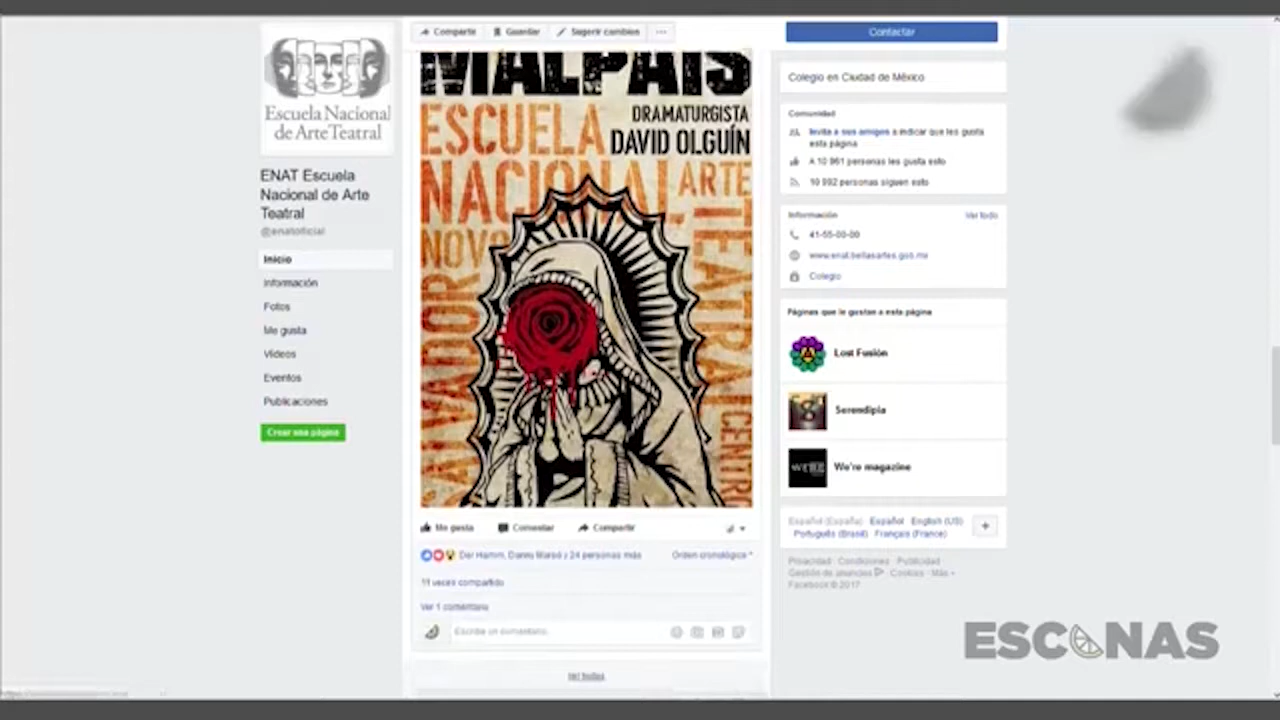 Escuela Nacional
de Arte Teatral
ENAT Escuela
Nacional de Arte
Teatral
@enatoficial
Inicio
Información
Fotos
Me gusta
Vídeos
Eventos
Publicaciones
Crear una página
Compartir
Guardar
Sugerir cambios
...
MALPAÍS
DRAMATURGISTA
DAVID OLGUÍN
ESCUELA
NACIONAL
ARTE
TEATRAL
NOVO
SALVADOR
CENTRO
Me gusta
Comentar
Compartir
Der Hamm, Danny Marsó y 24 personas más
Orden cronológico
11 veces compartido
Ver 1 comentario
Escribe un comentario...
Ver todos
Contactar
Colegio en Ciudad de México
Comunidad
Invita a sus amigos a indicar que les gusta
esta página
A 10 961 personas les gusta esto
10 992 personas siguen esto
Información
Ver todo
41-55-00-00
www.enat.bellasartes.gob.mx
Colegio
Páginas que le gustan a esta página
Lost Fusión
Serendipia
We're magazine
Español (España) · Español · English (US) ·
Português (Brasil) · Français (France)
+
Privacidad · Condiciones · Publicidad ·
Gestión de anuncios · Cookies · Más
Facebook © 2017
ESCENAS